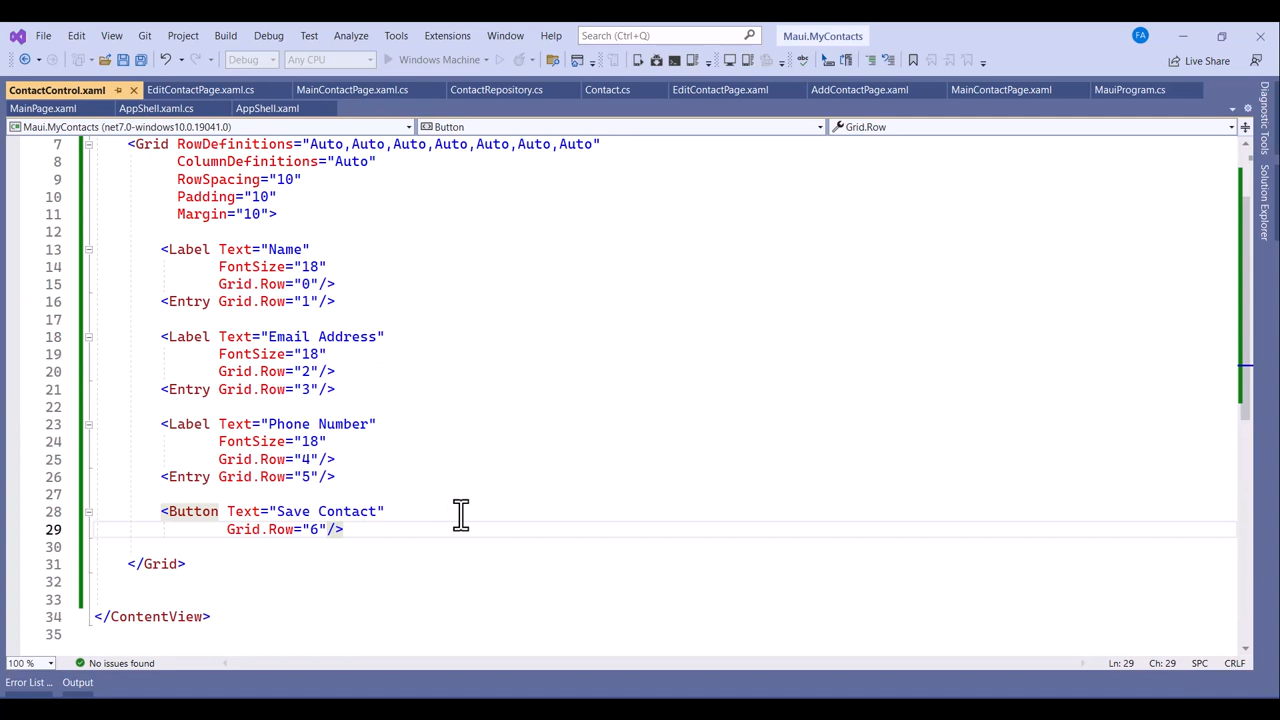 File Edit View Git Project Build Debug Test Analyze Tools Extensions Window Help Search (Ctrl+Q) Maui.MyContacts FA
Debug Any CPU Windows Machine Live Share
ContactControl.xaml EditContactPage.xaml.cs MainContactPage.xaml.cs ContactRepository.cs Contact.cs EditContactPage.xaml AddContactPage.xaml MainContactPage.xaml MauiProgram.cs
MainPage.xaml AppShell.xaml.cs AppShell.xaml
Maui.MyContacts (net7.0-windows10.0.19041.0) Button Grid.Row
7 <Grid RowDefinitions="Auto,Auto,Auto,Auto,Auto,Auto,Auto"
8 ColumnDefinitions="Auto"
9 RowSpacing="10"
10 Padding="10"
11 Margin="10">
12
13 <Label Text="Name"
14 FontSize="18"
15 Grid.Row="0"/>
16 <Entry Grid.Row="1"/>
17
18 <Label Text="Email Address"
19 FontSize="18"
20 Grid.Row="2"/>
21 <Entry Grid.Row="3"/>
22
23 <Label Text="Phone Number"
24 FontSize="18"
25 Grid.Row="4"/>
26 <Entry Grid.Row="5"/>
27
28 <Button Text="Save Contact"
29 Grid.Row="6"/>
30
31 </Grid>
32
33
34 </ContentView>
35
100 % No issues found Ln: 29 Ch: 29 SPC CRLF
Error List ... Output
Diagnostic Tools
Solution Explorer